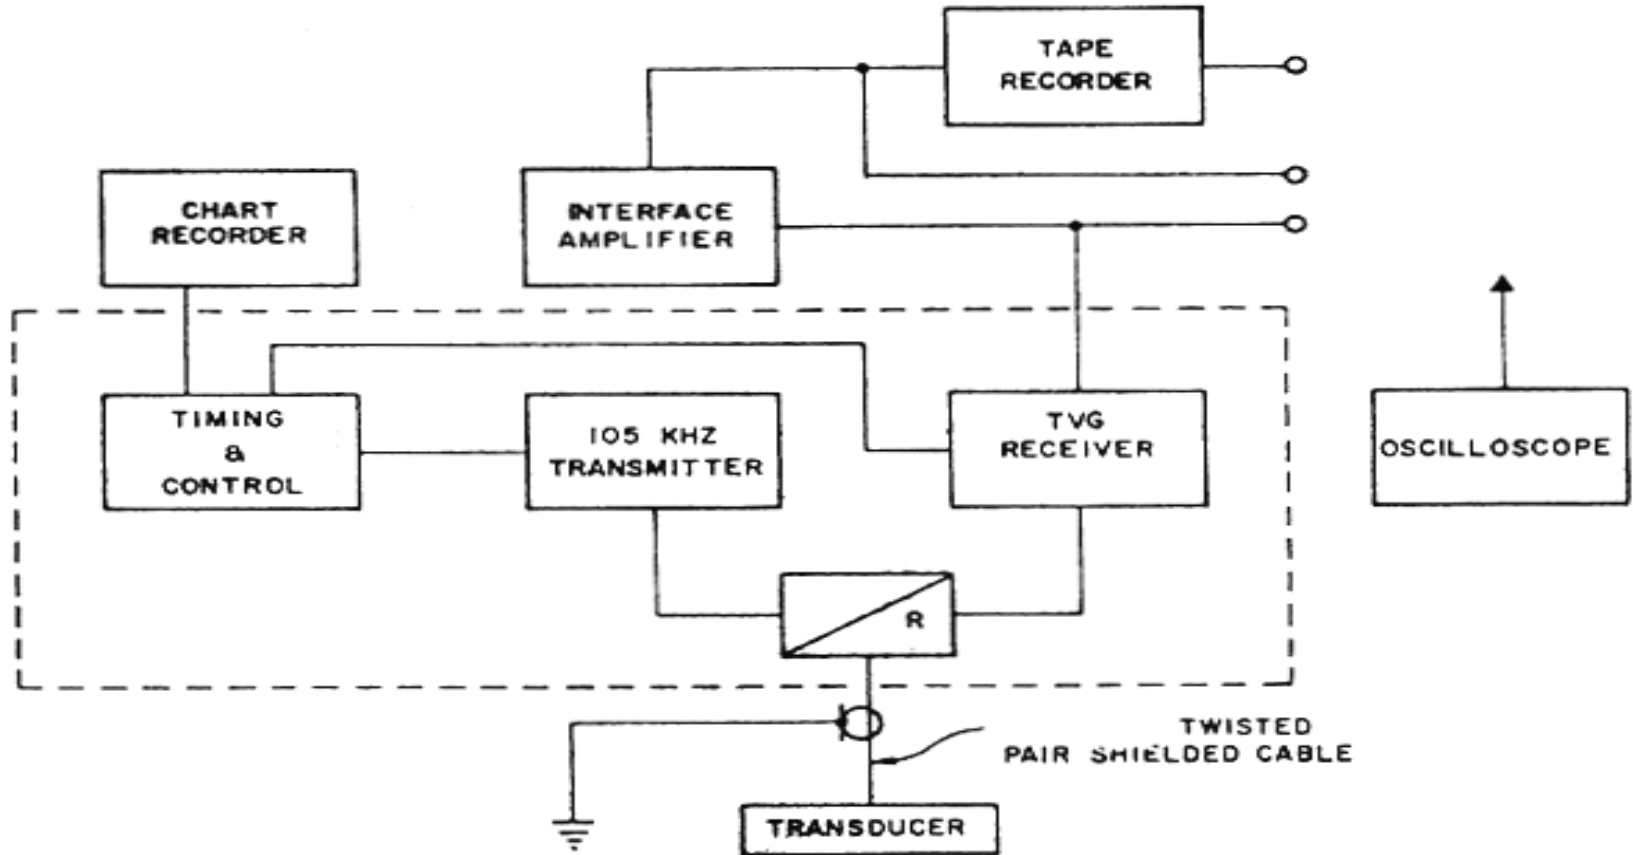 TAPE
RECORDER
CHART
RECORDER
INTERFACE
AMPLIFIER
TIMING
&
CONTROL
105 KHZ
TRANSMITTER
TVG
RECEIVER
OSCILLOSCOPE
R
TWISTED
PAIR SHIELDED CABLE
TRANSDUCER